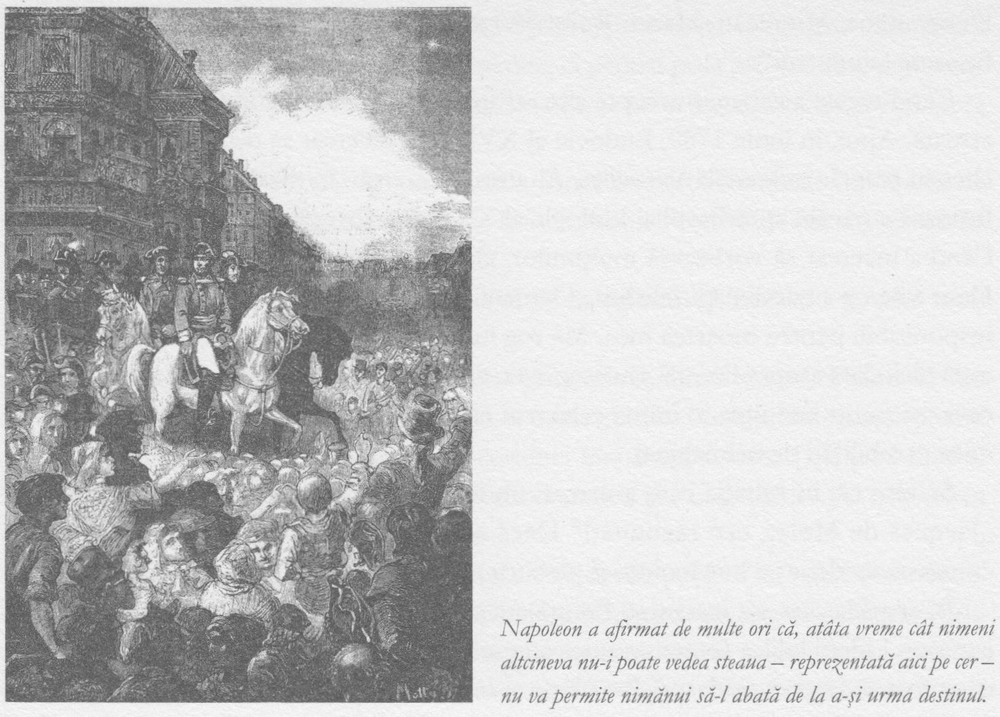 Napoleon a afirmat de multe ori că, atâta vreme cât nimeni
altcineva nu-i poate vedea steaua – reprezentată aici pe cer –
nu va permite nimănui să-l abată de la a-şi urma destinul.